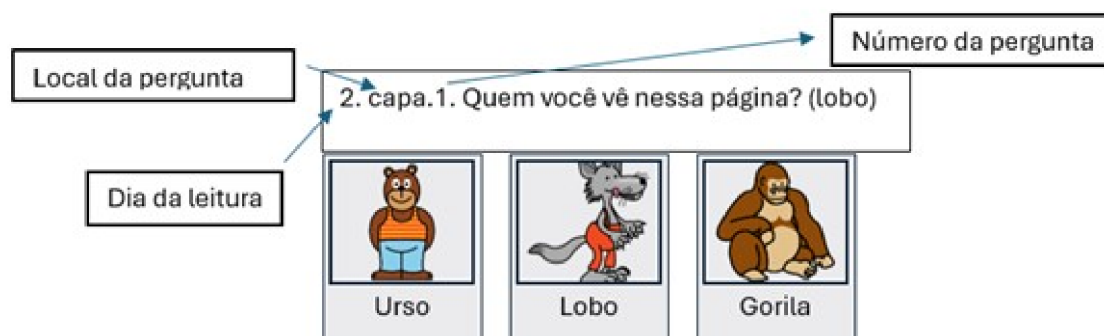 Número da pergunta
Local da pergunta
2. capa.1. Quem você vê nessa página? (lobo)
Dia da leitura
Urso
Lobo
Gorila